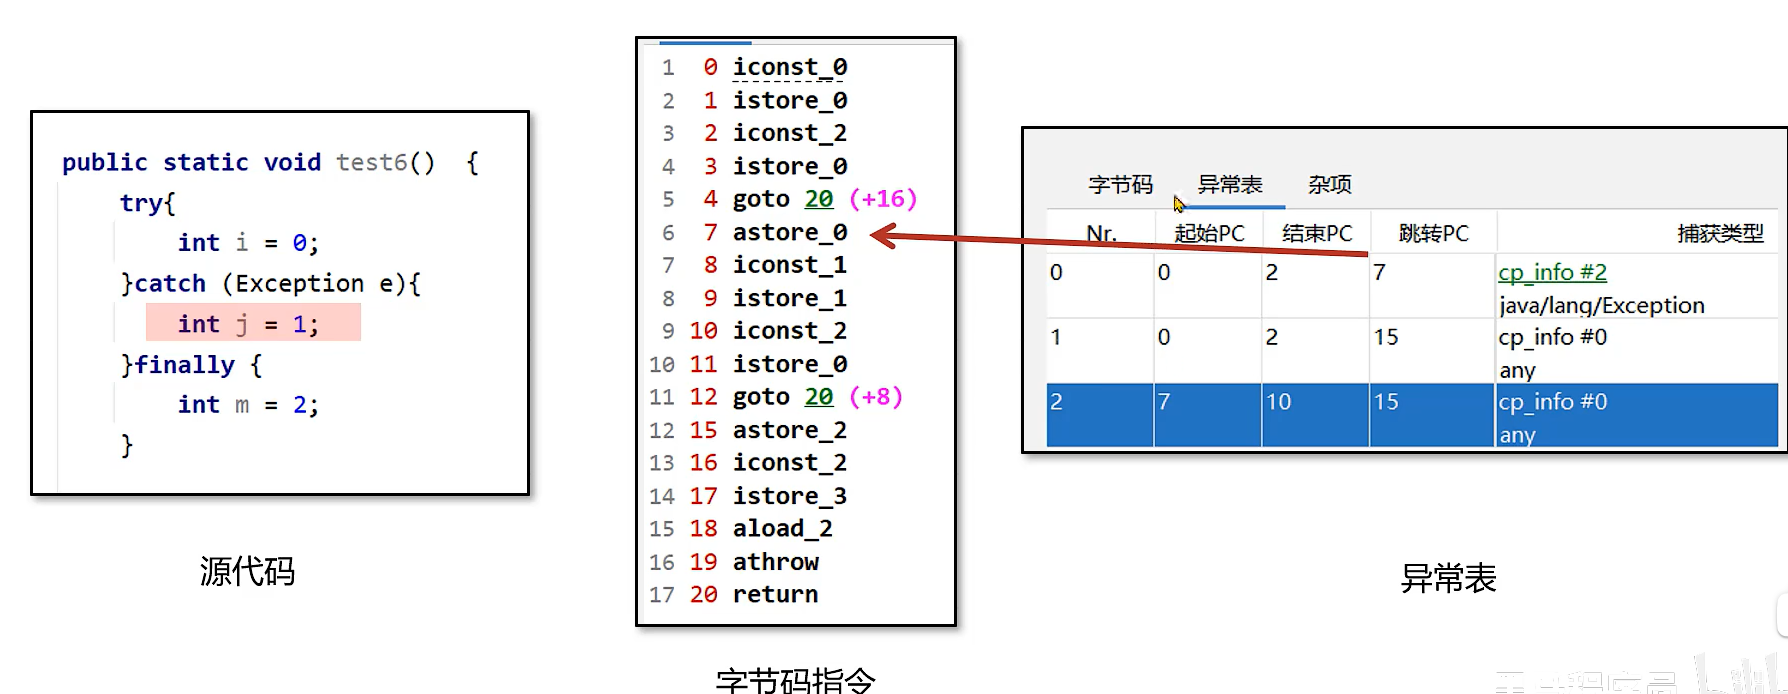 public static void test6() {
try{
int i = 0;
}catch (Exception e){
int j = 1;
}finally {
int m = 2;
}
源代码
1 0 iconst_0
2 1 istore_0
3 2 iconst_2
4 3 istore_0
5 4 goto 20 (+16)
6 7 astore_0
7 8 iconst_1
8 9 istore_1
9 10 iconst_2
10 11 istore_0
11 12 goto 20 (+8)
12 15 astore_2
13 16 iconst_2
14 17 istore_3
15 18 aload_2
16 19 athrow
17 20 return
字节码指令
字节码 异常表 杂项
Nr. 起始PC 结束PC 跳转PC 捕获类型
0 0 2 7 cp_info #2
java/lang/Exception
1 0 2 15 cp_info #0
any
2 7 10 15 cp_info #0
any
异常表